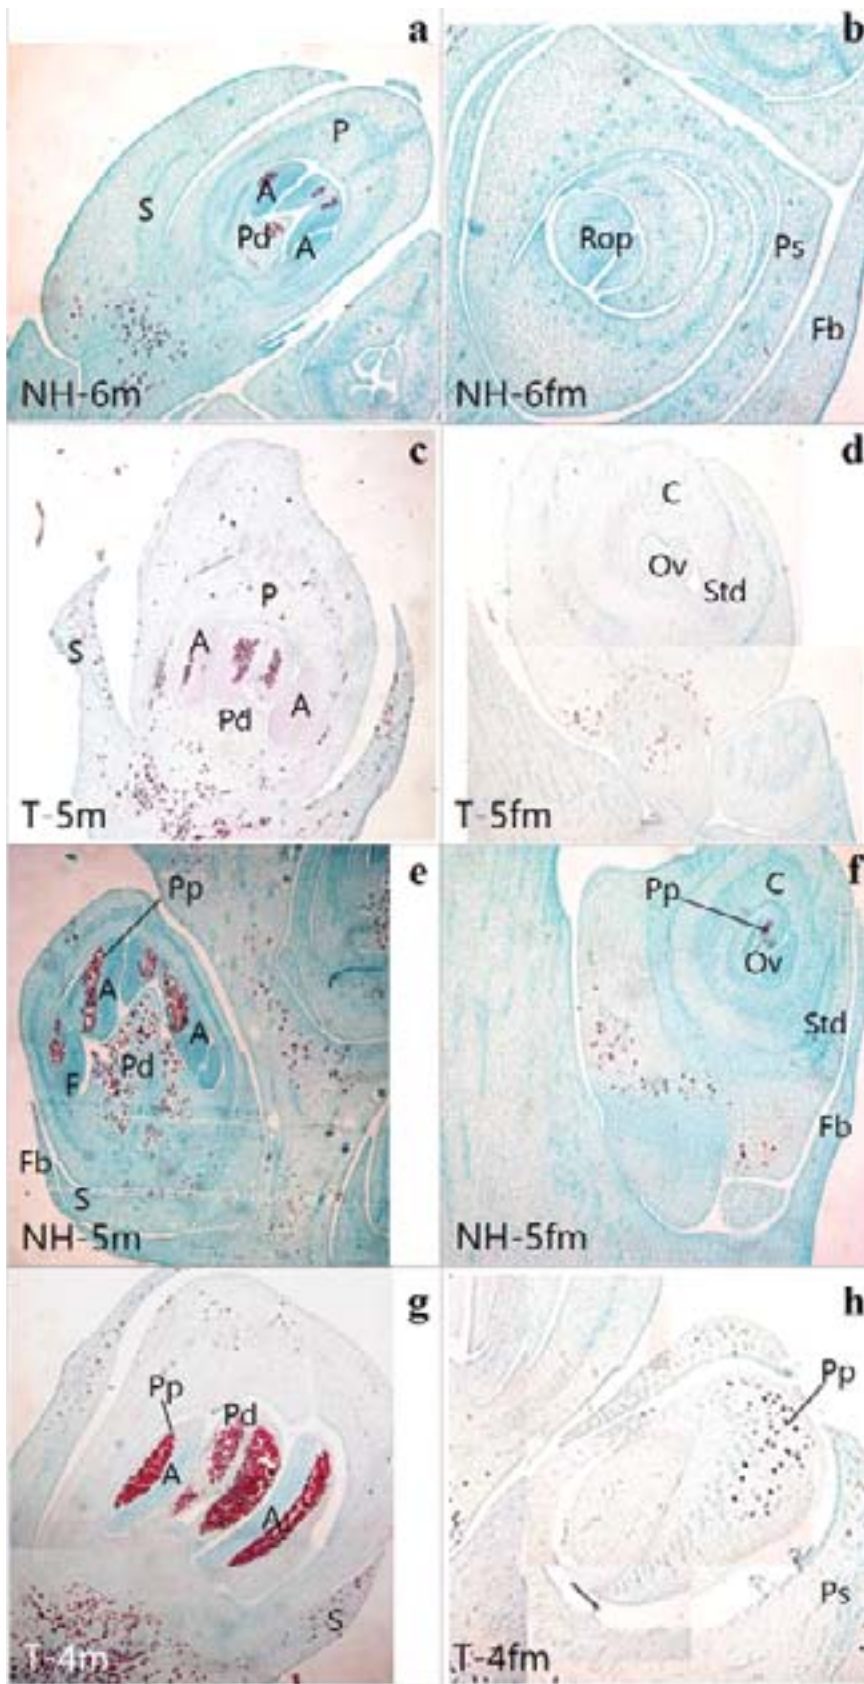 a
P
A
S
Pd
A
NH-6m
b
Rop
Ps
Fb
NH-6fm
c
P
A
S
A
Pd
T-5m
d
C
Ov
Std
T-5fm
e
Pp
A
A
Pd
F
Fb
S
NH-5m
f
C
Pp
Ov
Std
Fb
NH-5fm
g
Pp
Pd
A
A
S
T-4m
h
Pp
Ps
T-4fm